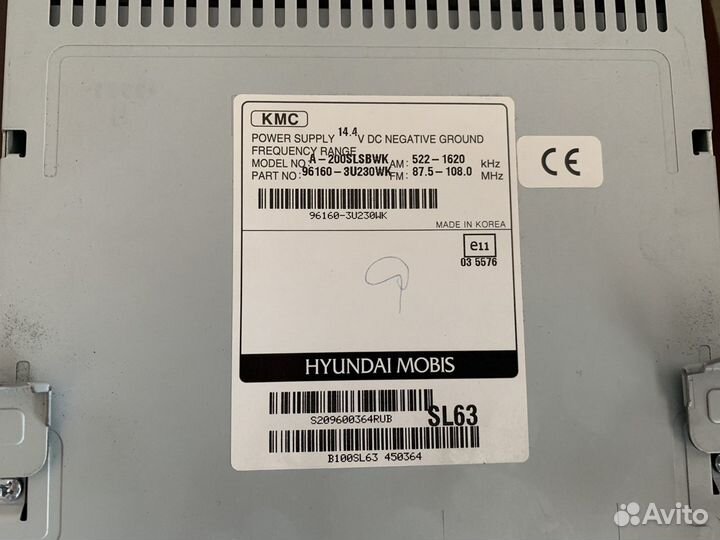 KMC
POWER SUPPLY 14.4 V DC NEGATIVE GROUND
FREQUENCY RANGE
MODEL NO. A-200SLSBWK AM: 522-1620 kHz
PART NO: 96160-3U230WK FM: 87.5-108.0 MHz
96160-3U230WK
MADE IN KOREA
e11
03 5576
CE
HYUNDAI MOBIS
S209600364RUB
SL63
B100SL63 450364
Avito